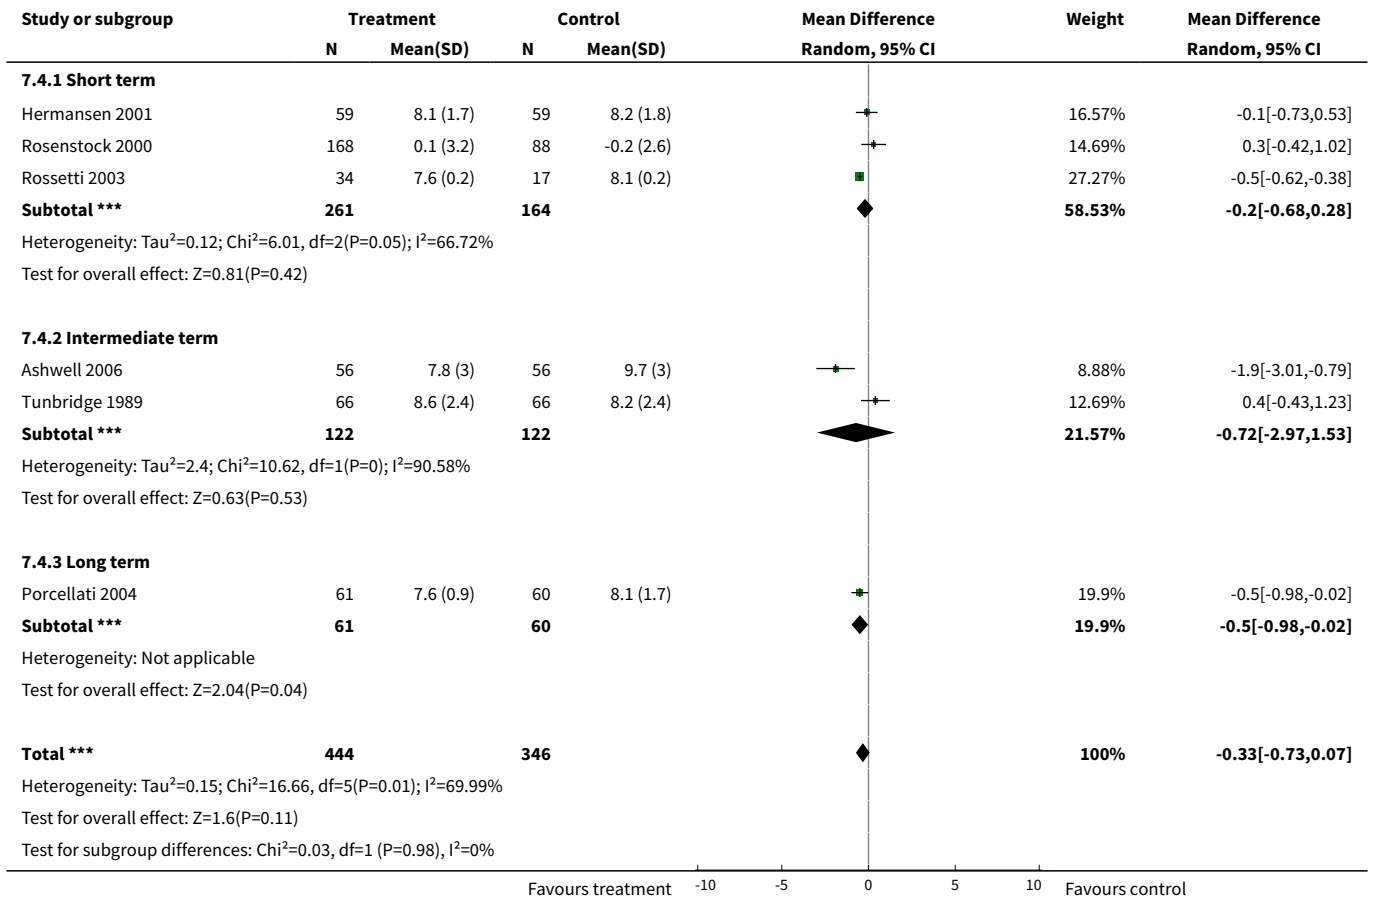 Study or subgroup Treatment Control Mean Difference Weight Mean Difference
N Mean(SD) N Mean(SD) Random, 95% CI Random, 95% CI
7.4.1 Short term
Hermansen 2001 59 8.1 (1.7) 59 8.2 (1.8) 16.57% -0.1[-0.73,0.53]
Rosenstock 2000 168 0.1 (3.2) 88 -0.2 (2.6) 14.69% 0.3[-0.42,1.02]
Rossetti 2003 34 7.6 (0.2) 17 8.1 (0.2) 27.27% -0.5[-0.62,-0.38]
Subtotal *** 261 164 58.53% -0.2[-0.68,0.28]
Heterogeneity: Tau²=0.12; Chi²=6.01, df=2(P=0.05); I²=66.72%
Test for overall effect: Z=0.81(P=0.42)
7.4.2 Intermediate term
Ashwell 2006 56 7.8 (3) 56 9.7 (3) 8.88% -1.9[-3.01,-0.79]
Tunbridge 1989 66 8.6 (2.4) 66 8.2 (2.4) 12.69% 0.4[-0.43,1.23]
Subtotal *** 122 122 21.57% -0.72[-2.97,1.53]
Heterogeneity: Tau²=2.4; Chi²=10.62, df=1(P=0); I²=90.58%
Test for overall effect: Z=0.63(P=0.53)
7.4.3 Long term
Porcellati 2004 61 7.6 (0.9) 60 8.1 (1.7) 19.9% -0.5[-0.98,-0.02]
Subtotal *** 61 60 19.9% -0.5[-0.98,-0.02]
Heterogeneity: Not applicable
Test for overall effect: Z=2.04(P=0.04)
Total *** 444 346 100% -0.33[-0.73,0.07]
Heterogeneity: Tau²=0.15; Chi²=16.66, df=5(P=0.01); I²=69.99%
Test for overall effect: Z=1.6(P=0.11)
Test for subgroup differences: Chi²=0.03, df=1 (P=0.98), I²=0%
Favours treatment -10 -5 0 5 10 Favours control